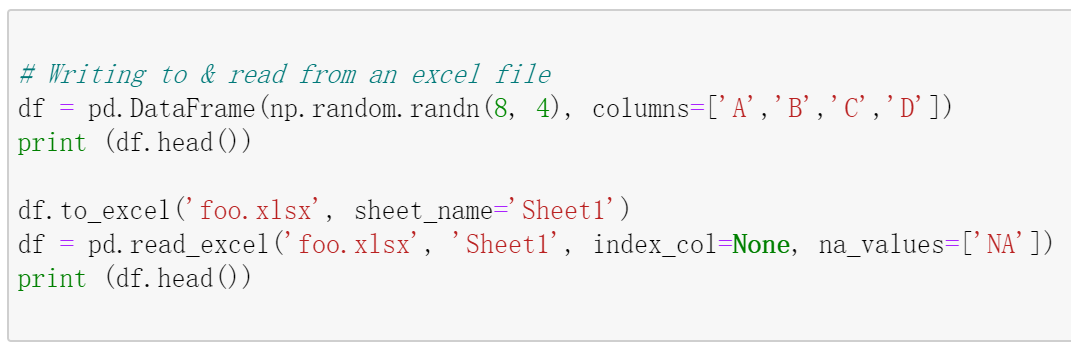 # Writing to & read from an excel file
df = pd.DataFrame(np.random.randn(8, 4), columns=['A','B','C','D'])
print (df.head())
df.to_excel('foo.xlsx', sheet_name='Sheet1')
df = pd.read_excel('foo.xlsx', 'Sheet1', index_col=None, na_values=['NA'])
print (df.head())